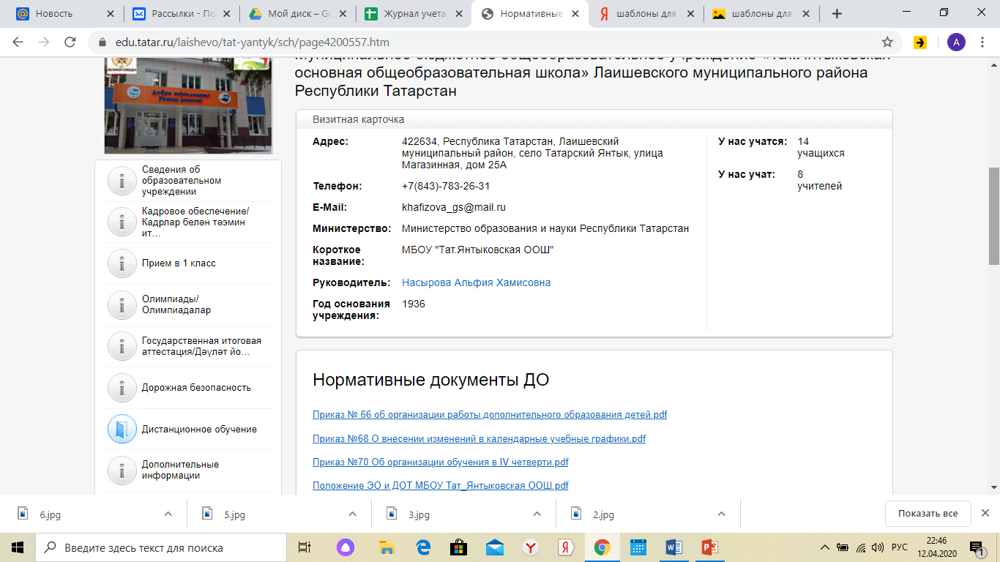 Новость
Рассылки - По
Мой диск – Go
Журнал учета
Нормативные
шаблоны для
шаблоны для
edu.tatar.ru/laishevo/tat-yantyk/sch/page4200557.htm
А
основная общеобразовательная школа» Лаишевского муниципального района
Республики Татарстан
Добро пожаловать!
Визитная карточка
Адрес:
422634, Республика Татарстан, Лаишевский
муниципальный район, село Татарский Янтык, улица
Магазинная, дом 25А
Телефон:
+7(843)-783-26-31
E-Mail:
khafizova_gs@mail.ru
Министерство:
Министерство образования и науки Республики Татарстан
Короткое
название:
МБОУ "Тат.Янтыковская ООШ"
Руководитель:
Насырова Альфия Хамисовна
Год основания
учреждения:
1936
У нас учатся:
14
учащихся
У нас учат:
8
учителей
Сведения об
образовательном
учреждении
Кадровое обеспечение/
Кадрлар белән тәэмин
ит...
Прием в 1 класс
Олимпиады/
Олимпиадалар
Государственная итоговая
аттестация/Дәүләт йо...
Дорожная безопасность
Дистанционное обучение
Дополнительные
информации
Нормативные документы ДО
Приказ № 66 об организации работы дополнительного образования детей.pdf
Приказ №68 О внесении изменений в календарные учебные графики.pdf
Приказ №70 Об организации обучения в IV четверти.pdf
Положение ЭО и ДОТ МБОУ Тат_Янтыковская ООШ.pdf
6.jpg
5.jpg
3.jpg
2.jpg
Показать все
Введите здесь текст для поиска
РУС
22:46
12.04.2020
1